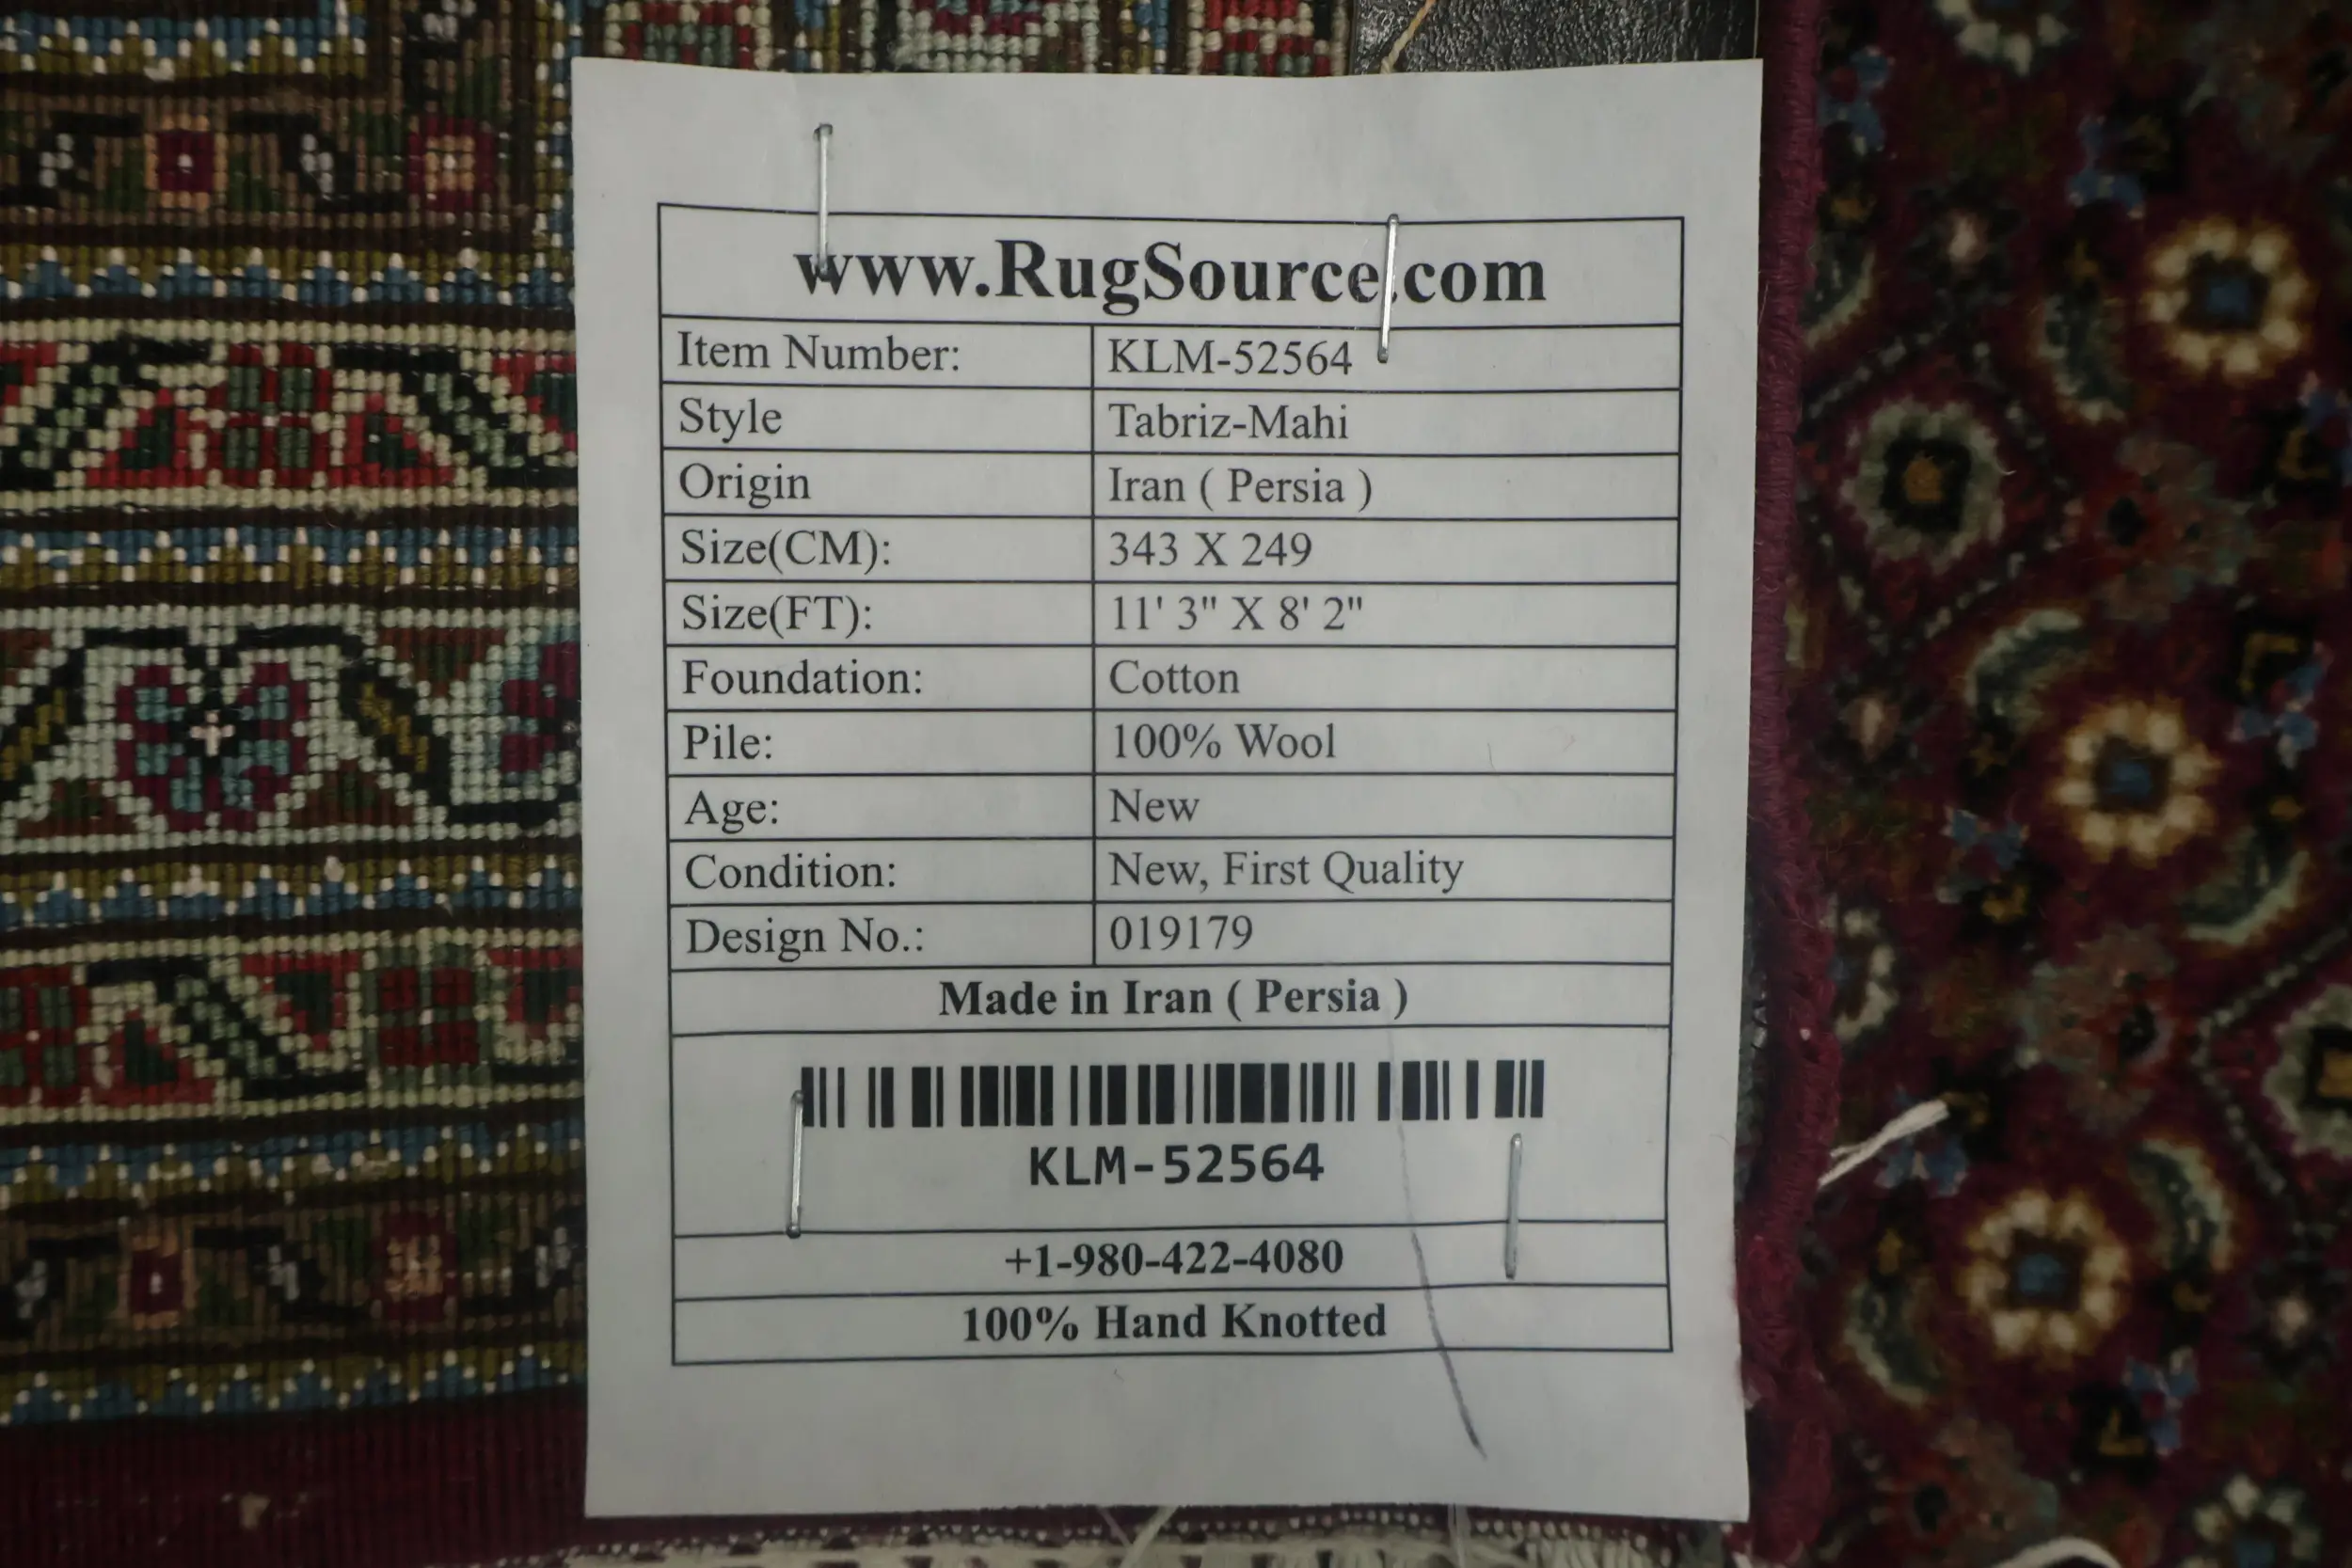 www.RugSource.com
Item Number: KLM-52564
Style Tabriz-Mahi
Origin Iran ( Persia )
Size(CM): 343 X 249
Size(FT): 11' 3" X 8' 2"
Foundation: Cotton
Pile: 100% Wool
Age: New
Condition: New, First Quality
Design No.: 019179
Made in Iran ( Persia )
KLM-52564
+1-980-422-4080
100% Hand Knotted